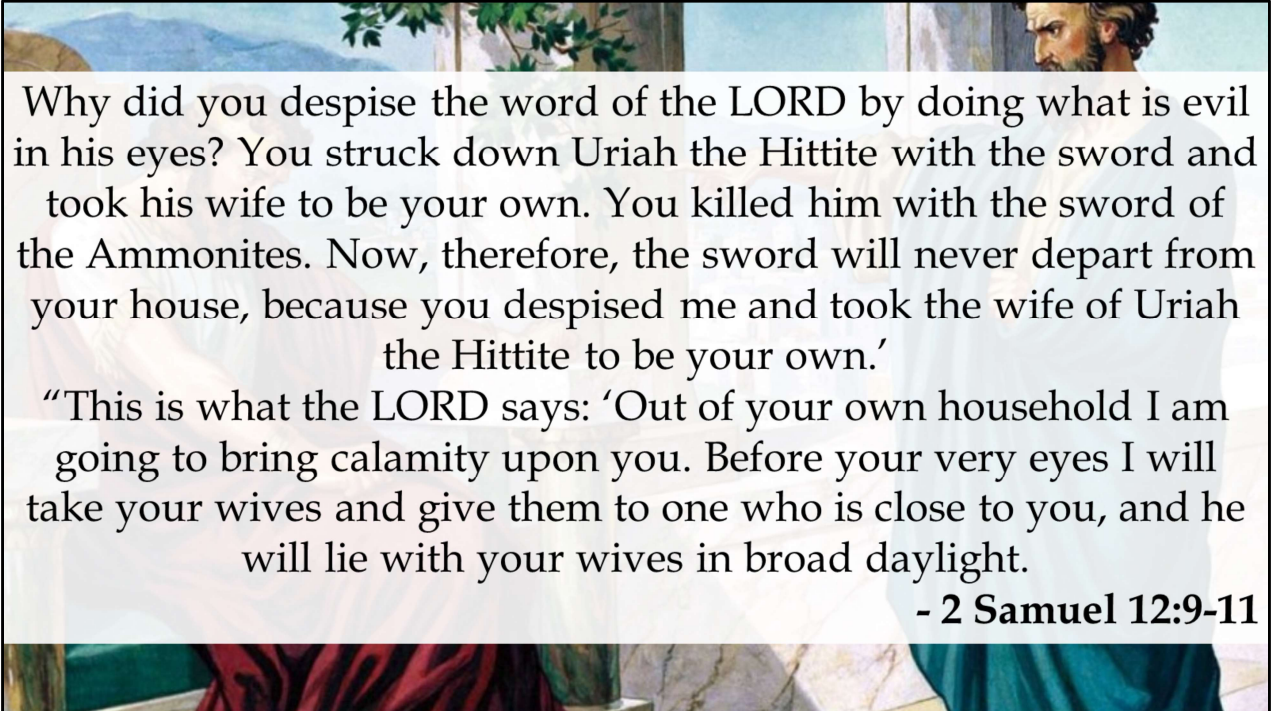 Why did you despise the word of the LORD by doing what is evil
in his eyes? You struck down Uriah the Hittite with the sword and
took his wife to be your own. You killed him with the sword of
the Ammonites. Now, therefore, the sword will never depart from
your house, because you despised me and took the wife of Uriah
the Hittite to be your own.’
“This is what the LORD says: ‘Out of your own household I am
going to bring calamity upon you. Before your very eyes I will
take your wives and give them to one who is close to you, and he
will lie with your wives in broad daylight.
- 2 Samuel 12:9-11